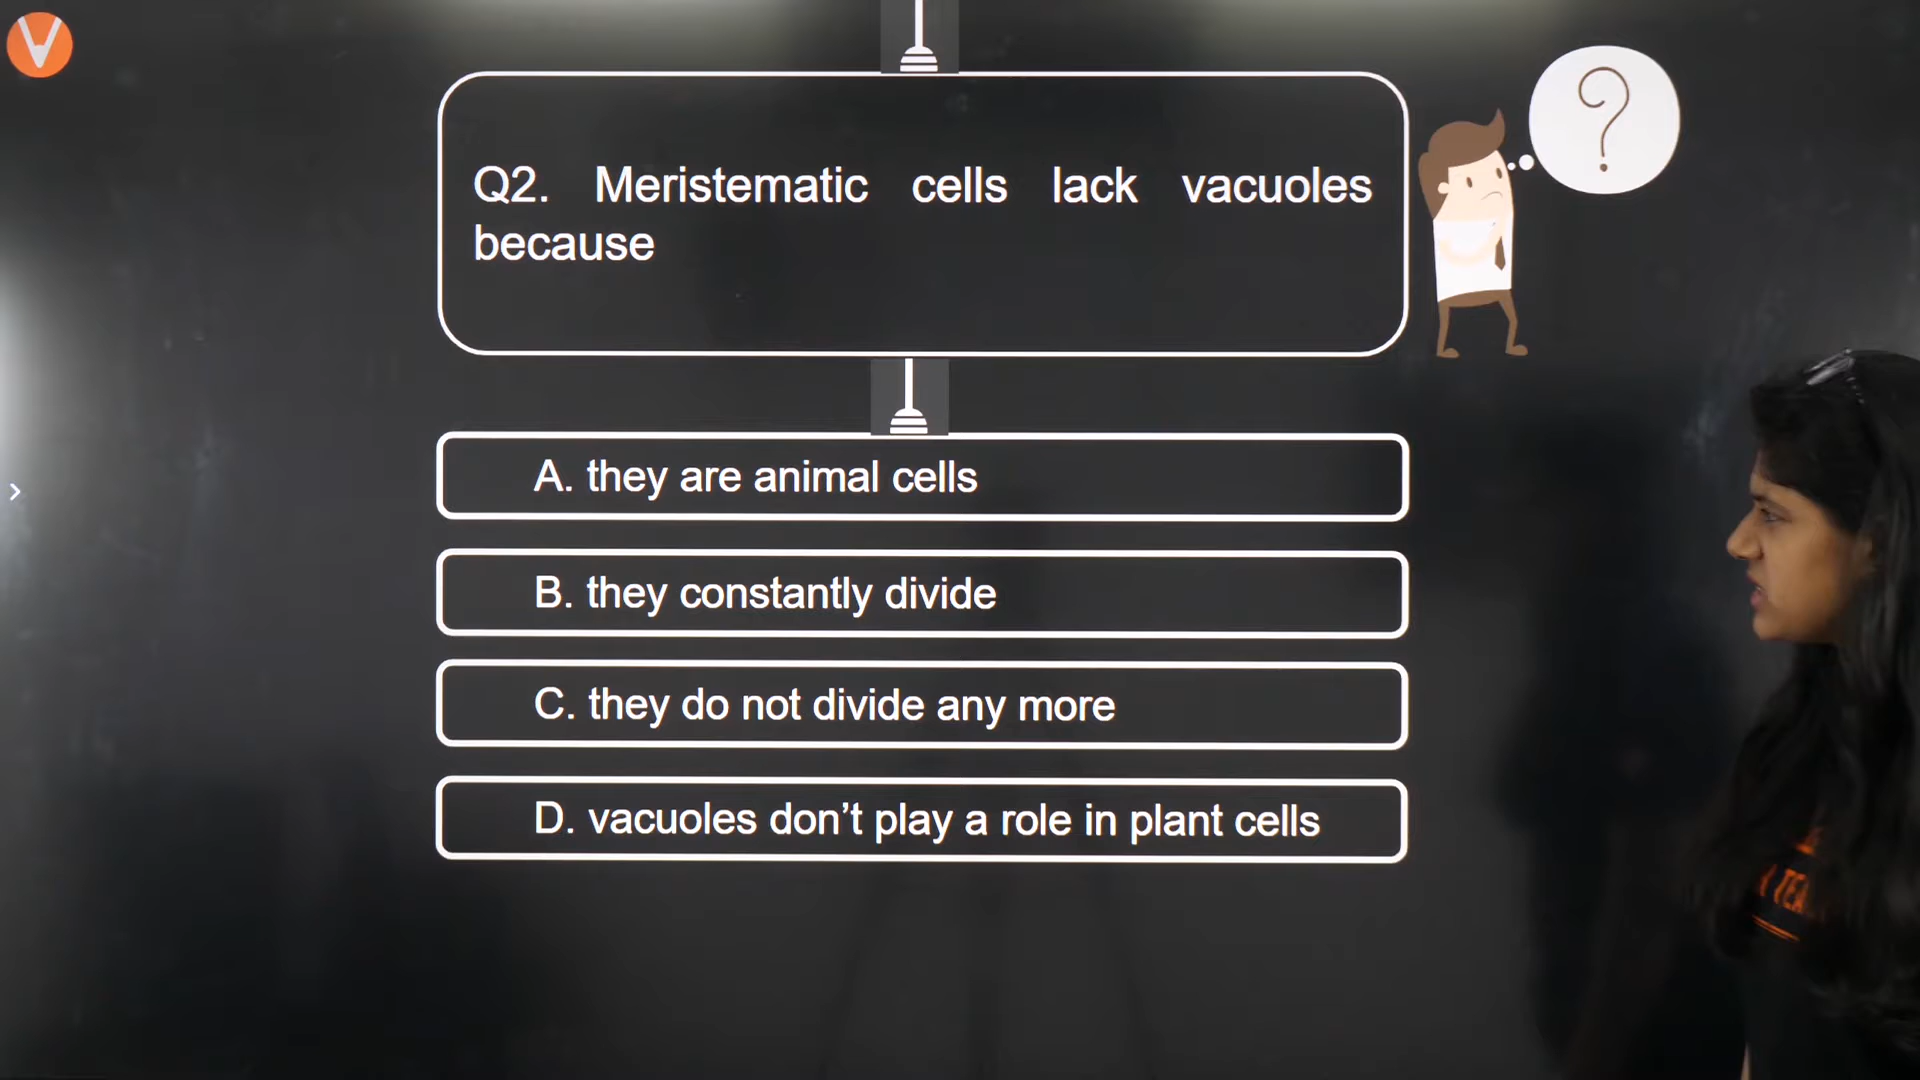 Q2. Meristematic cells lack vacuoles
because
?
A. they are animal cells
B. they constantly divide
C. they do not divide any more
D. vacuoles don’t play a role in plant cells